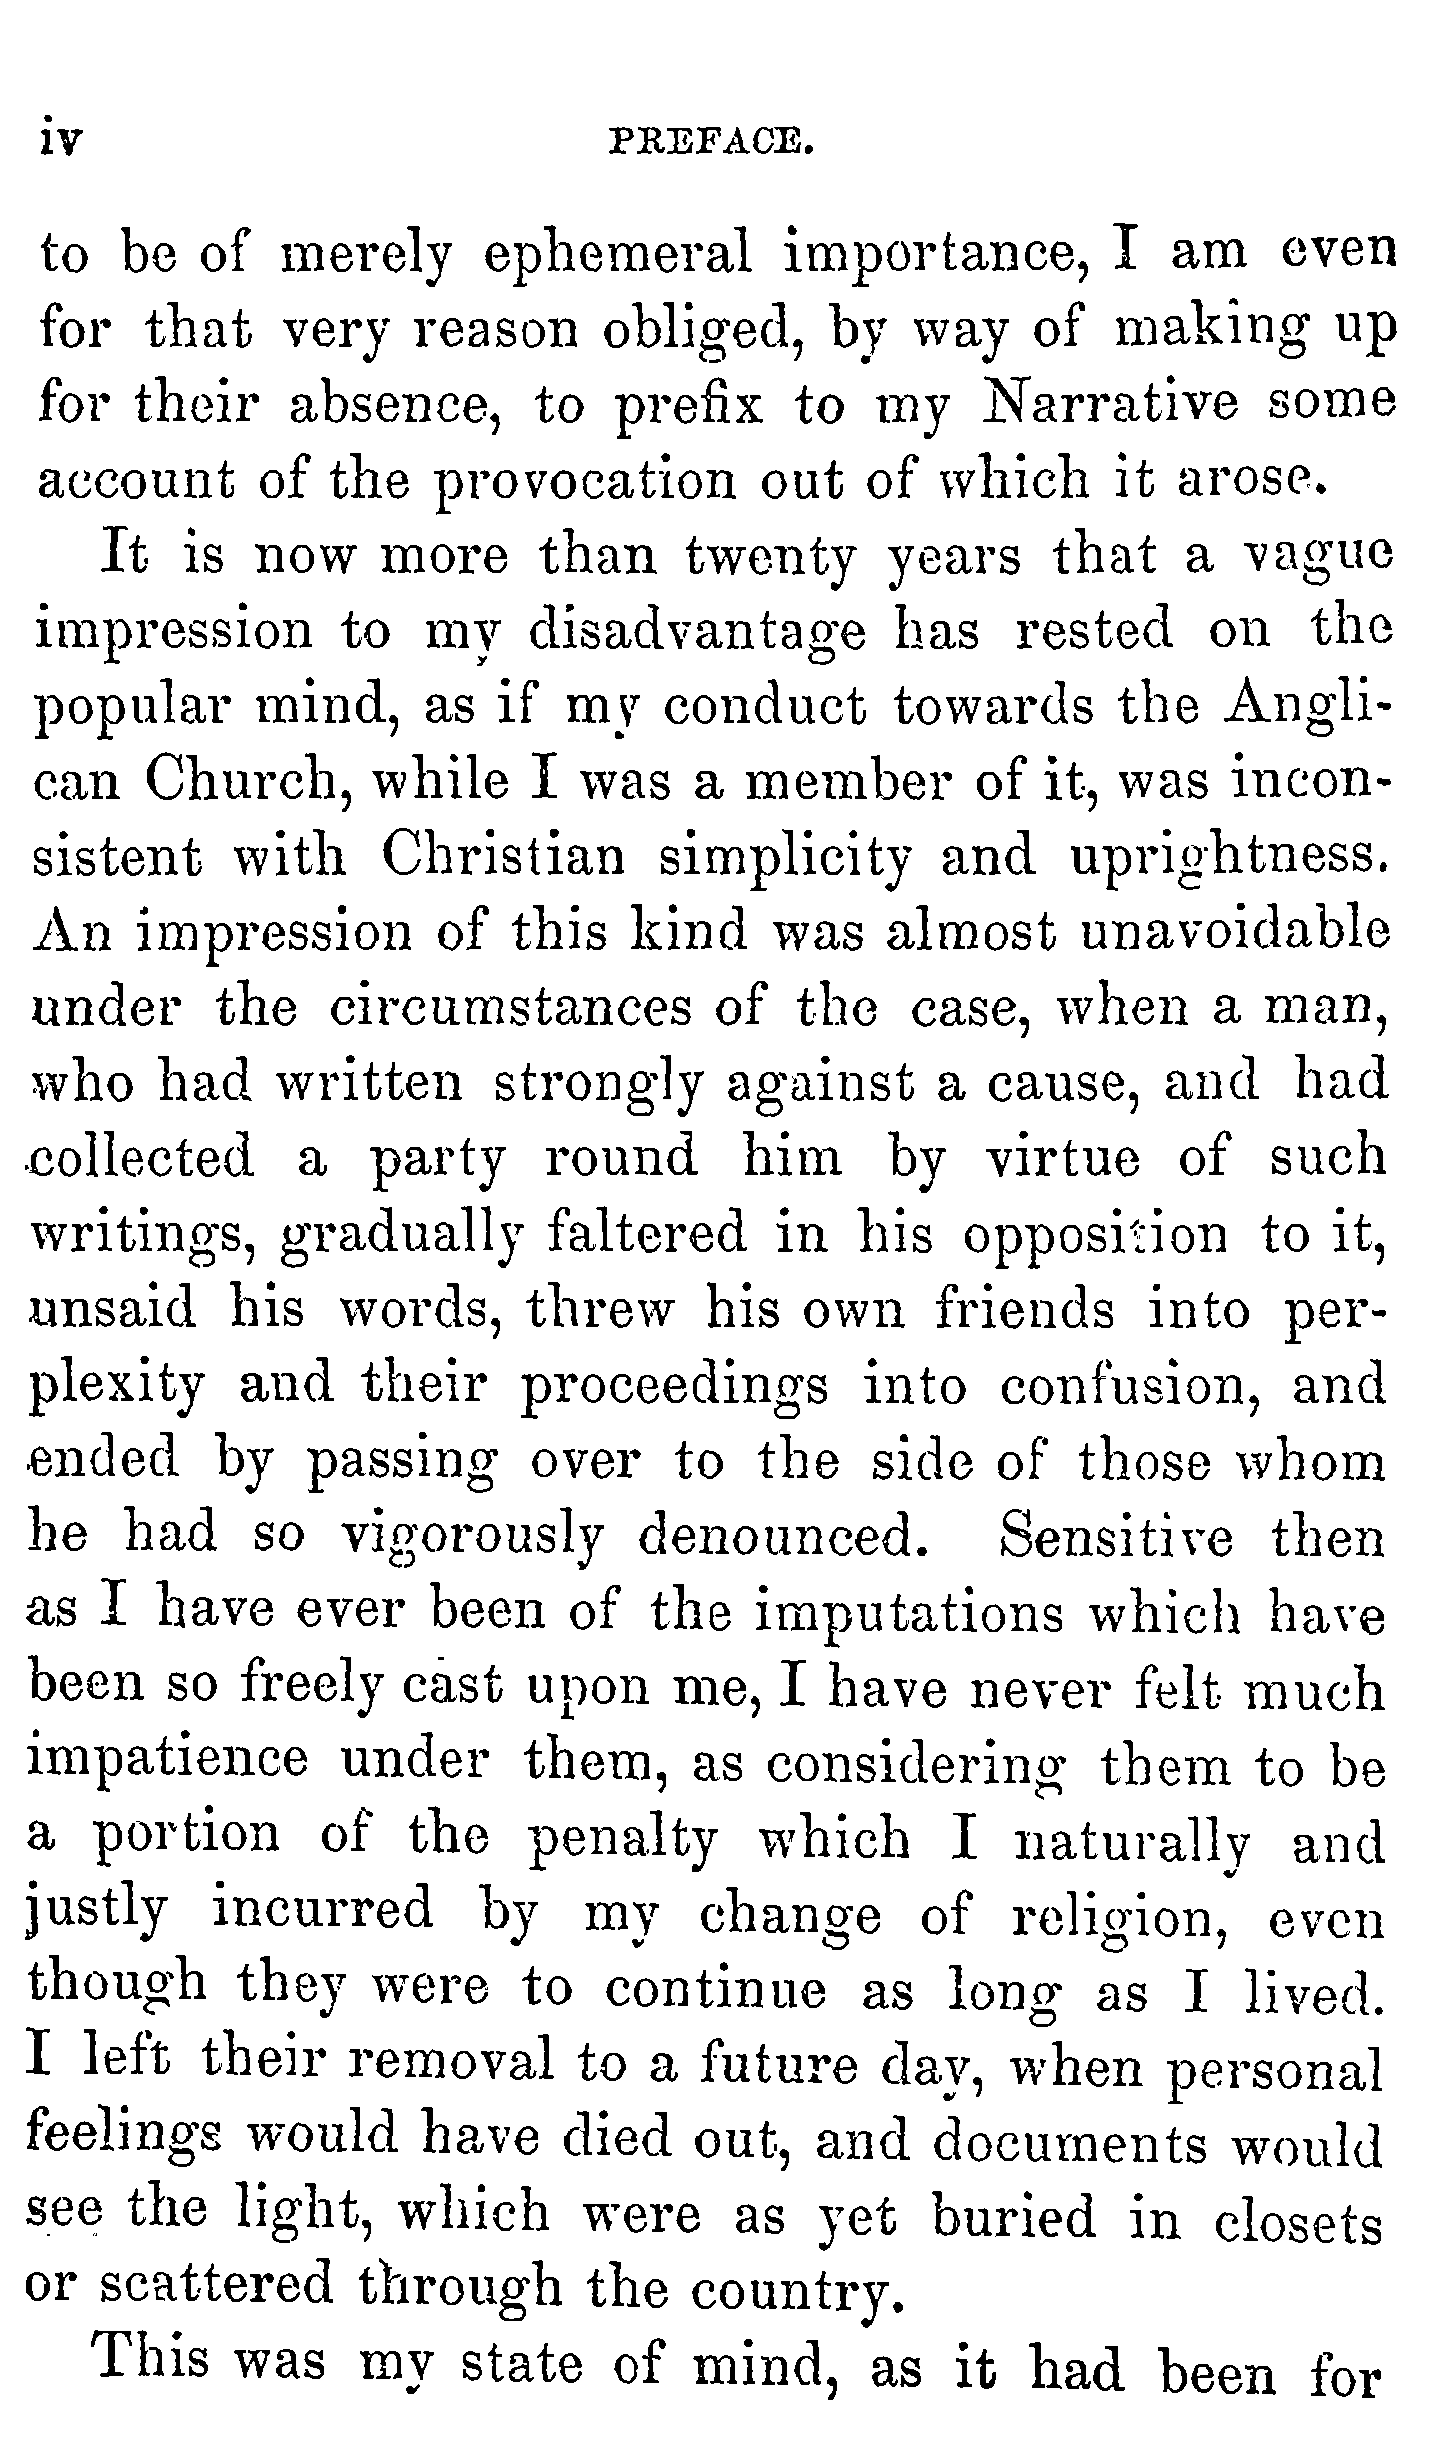 iv PREFACE.
to be of merely ephemeral importance, I am even
for that very reason obliged, by way of making up
for their absence, to prefix to my Narrative some
account of the provocation out of which it arose.
It is now more than twenty years that a vague
impression to my disadvantage has rested on the
popular mind, as if my conduct towards the Angli-
can Church, while I was a member of it, was incon-
sistent with Christian simplicity and uprightness.
An impression of this kind was almost unavoidable
under the circumstances of the case, when a man,
who had written strongly against a cause, and had
collected a party round him by virtue of such
writings, gradually faltered in his opposition to it,
unsaid his words, threw his own friends into per-
plexity and their proceedings into confusion, and
ended by passing over to the side of those whom
he had so vigorously denounced. Sensitive then
as I have ever been of the imputations which have
been so freely cast upon me, I have never felt much
impatience under them, as considering them to be
a portion of the penalty which I naturally and
justly incurred by my change of religion, even
though they were to continue as long as I lived.
I left their removal to a future day, when personal
feelings would have died out, and documents would
see the light, which were as yet buried in closets
or scattered through the country.
This was my state of mind, as it had been for